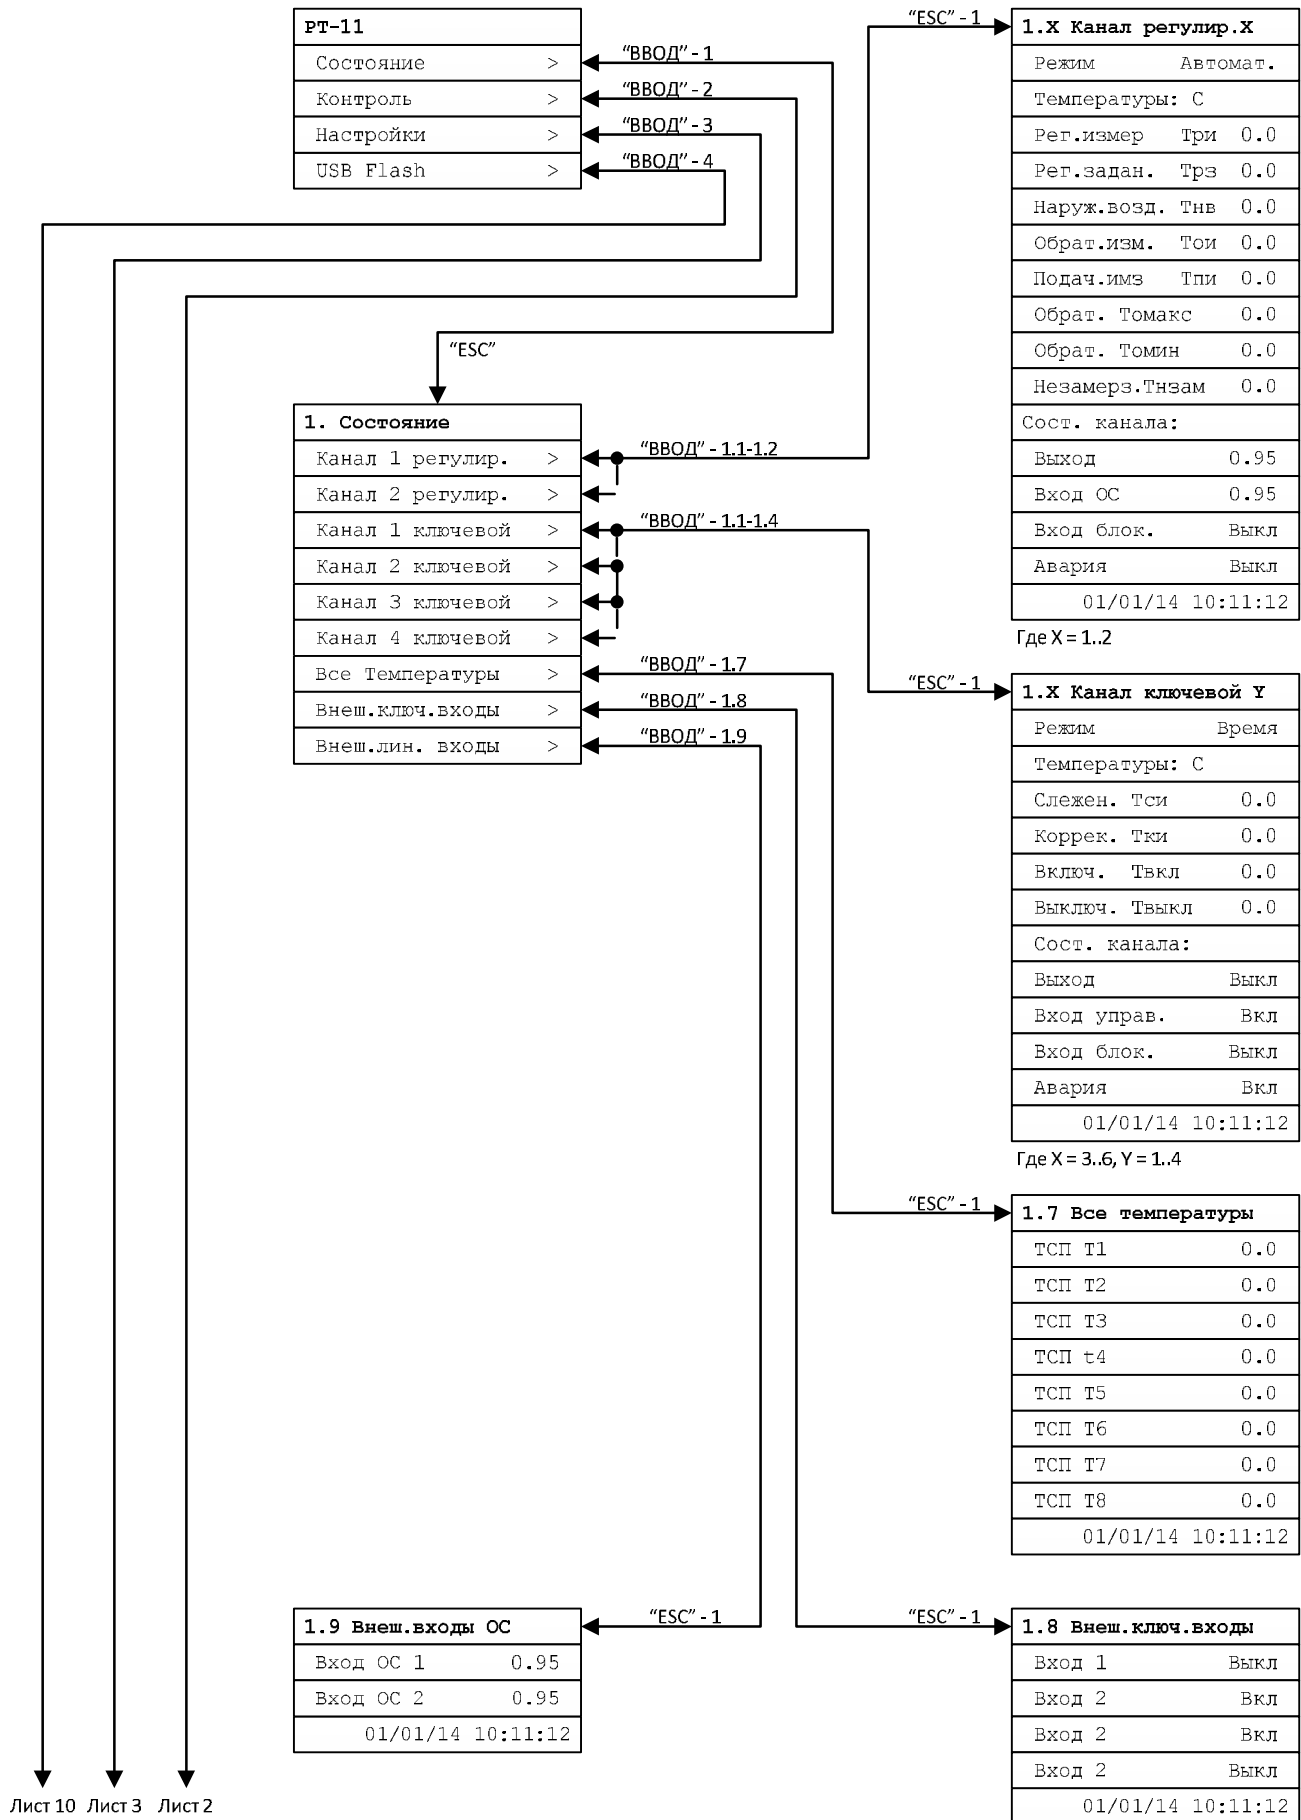 РТ-11
Состояние >
Контроль >
Настройки >
USB Flash >
“ВВОД” - 1
“ВВОД” - 2
“ВВОД” - 3
“ВВОД” - 4
“ESC”
1. Состояние
Канал 1 регулир. >
Канал 2 регулир. >
Канал 1 ключевой >
Канал 2 ключевой >
Канал 3 ключевой >
Канал 4 ключевой >
Все Температуры >
Внеш.ключ.входы >
Внеш.лин. входы >
“ВВОД” - 1.1-1.2
“ВВОД” - 1.1-1.4
“ВВОД” - 1.7
“ВВОД” - 1.8
“ВВОД” - 1.9
“ESC” - 1
1.X Канал регулир.X
Режим Автомат.
Температуры: С
Рег.измер Три 0.0
Рег.задан. Трз 0.0
Наруж.возд. Тнв 0.0
Обрат.изм. Тои 0.0
Подач.имз Тпи 0.0
Обрат. Томакс 0.0
Обрат. Томин 0.0
Незамерз.Тнзам 0.0
Сост. канала:
Выход 0.95
Вход ОС 0.95
Вход блок. Выкл
Авария Выкл
01/01/14 10:11:12
Где X = 1..2
“ESC” - 1
1.X Канал ключевой Y
Режим Время
Температуры: С
Слежен. Тси 0.0
Коррек. Тки 0.0
Включ. Твкл 0.0
Выключ. Твыкл 0.0
Сост. канала:
Выход Выкл
Вход управ. Вкл
Вход блок. Выкл
Авария Вкл
01/01/14 10:11:12
Где X = 3..6, Y = 1..4
“ESC” - 1
1.7 Все температуры
ТСП Т1 0.0
ТСП Т2 0.0
ТСП Т3 0.0
ТСП t4 0.0
ТСП Т5 0.0
ТСП Т6 0.0
ТСП Т7 0.0
ТСП Т8 0.0
01/01/14 10:11:12
“ESC” - 1
1.9 Внеш.входы ОС
Вход ОС 1 0.95
Вход ОС 2 0.95
01/01/14 10:11:12
“ESC” - 1
1.8 Внеш.ключ.входы
Вход 1 Выкл
Вход 2 Вкл
Вход 2 Вкл
Вход 2 Выкл
01/01/14 10:11:12
Лист 10 Лист 3 Лист 2